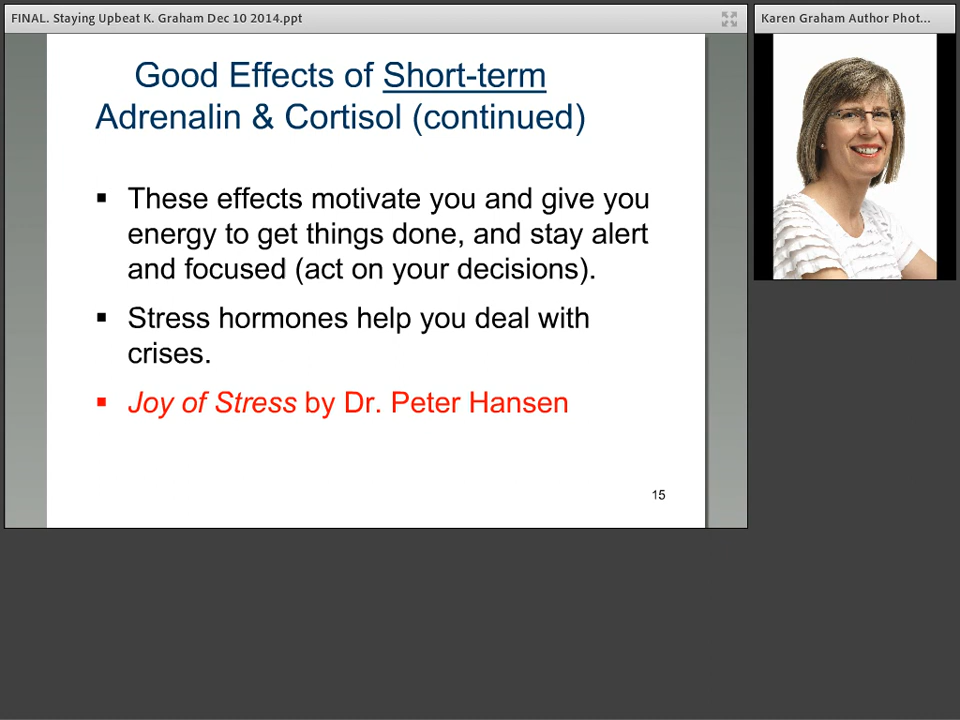 FINAL. Staying Upbeat K. Graham Dec 10 2014.ppt
Karen Graham Author Phot...
Good Effects of Short-term
Adrenalin & Cortisol (continued)
▪ These effects motivate you and give you
energy to get things done, and stay alert
and focused (act on your decisions).
▪ Stress hormones help you deal with
crises.
▪ Joy of Stress by Dr. Peter Hansen
15